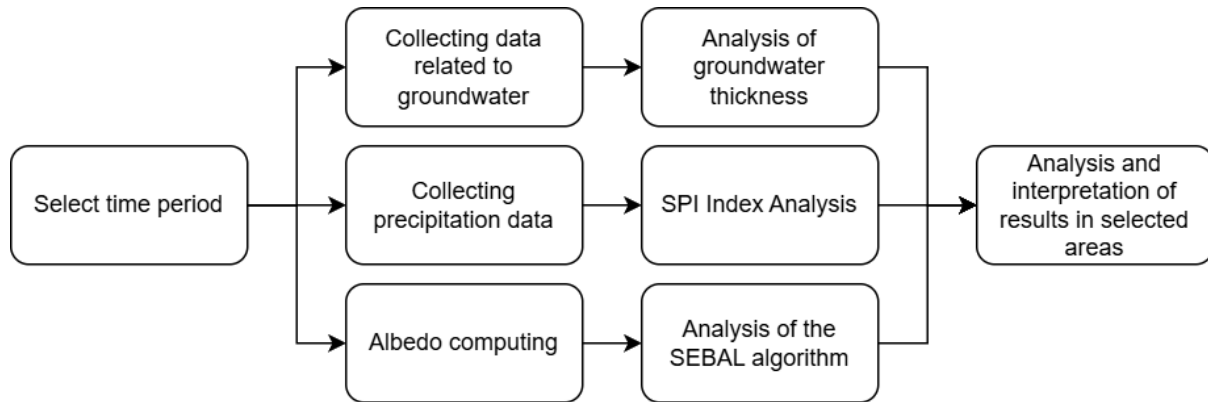 Collecting data
related to
groundwater
Analysis of
groundwater
thickness
Select time period
Collecting
precipitation data
SPI Index Analysis
Analysis and
interpretation of
results in selected
areas
Albedo computing
Analysis of the
SEBAL algorithm